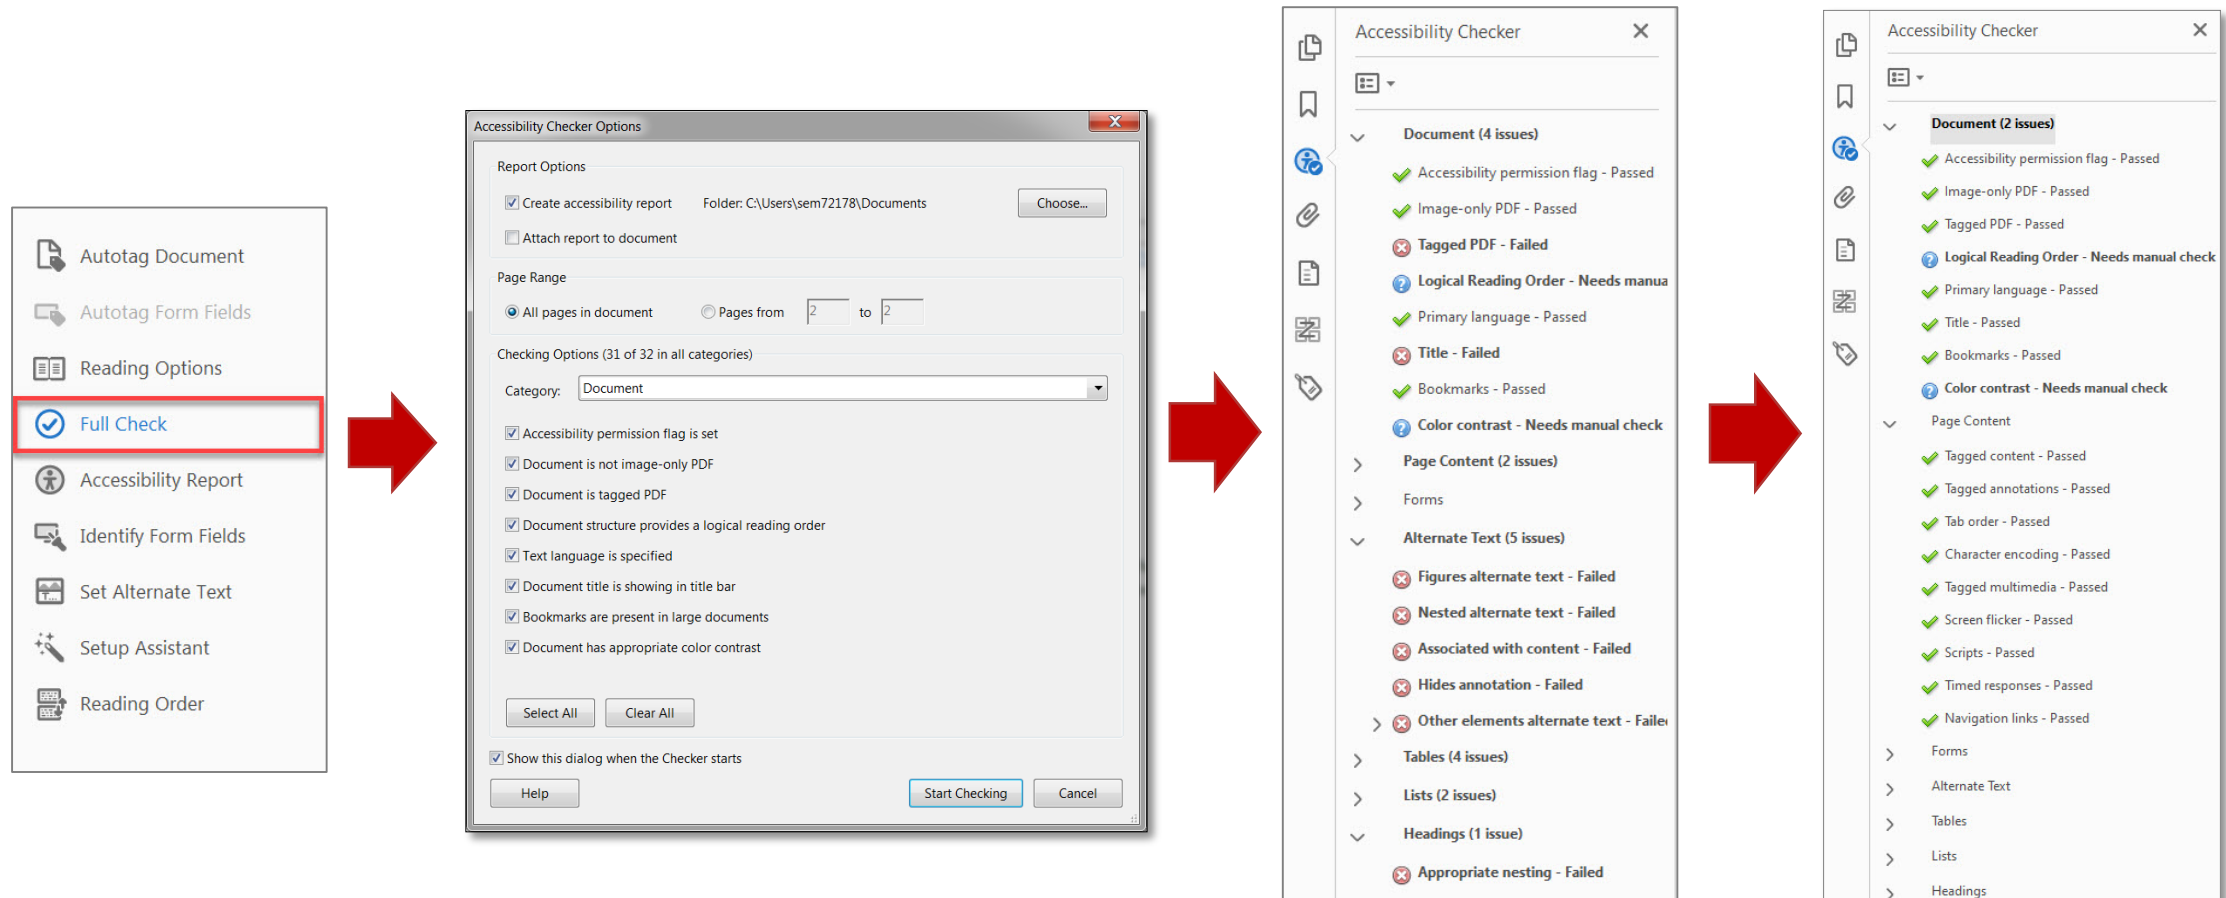 Autotag Document
Autotag Form Fields
Reading Options
Full Check
Accessibility Report
Identify Form Fields
Set Alternate Text
Setup Assistant
Reading Order
Accessibility Checker Options
Report Options
Create accessibility report Folder: C:\Users\sem72178\Documents Choose...
Attach report to document
Page Range
All pages in document Pages from 2 to 2
Checking Options (31 of 32 in all categories)
Category: Document
Accessibility permission flag is set
Document is not image-only PDF
Document is tagged PDF
Document structure provides a logical reading order
Text language is specified
Document title is showing in title bar
Bookmarks are present in large documents
Document has appropriate color contrast
Select All Clear All
Show this dialog when the Checker starts
Help Start Checking Cancel
Accessibility Checker
Document (4 issues)
Accessibility permission flag - Passed
Image-only PDF - Passed
Tagged PDF - Failed
Logical Reading Order - Needs manua
Primary language - Passed
Title - Failed
Bookmarks - Passed
Color contrast - Needs manual check
Page Content (2 issues)
Forms
Alternate Text (5 issues)
Figures alternate text - Failed
Nested alternate text - Failed
Associated with content - Failed
Hides annotation - Failed
Other elements alternate text - Faile
Tables (4 issues)
Lists (2 issues)
Headings (1 issue)
Appropriate nesting - Failed
Accessibility Checker
Document (2 issues)
Accessibility permission flag - Passed
Image-only PDF - Passed
Tagged PDF - Passed
Logical Reading Order - Needs manual check
Primary language - Passed
Title - Passed
Bookmarks - Passed
Color contrast - Needs manual check
Page Content
Tagged content - Passed
Tagged annotations - Passed
Tab order - Passed
Character encoding - Passed
Tagged multimedia - Passed
Screen flicker - Passed
Scripts - Passed
Timed responses - Passed
Navigation links - Passed
Forms
Alternate Text
Tables
Lists
Headings